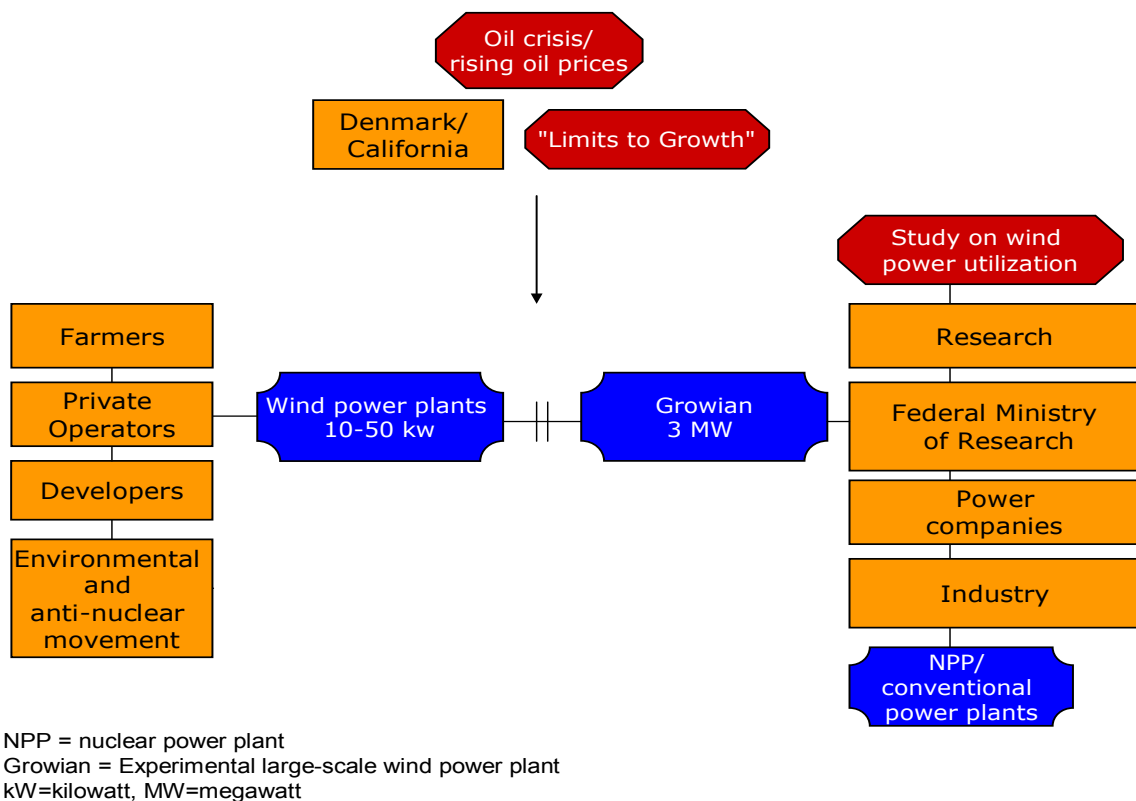 Oil crisis/
rising oil prices
Denmark/
California
"Limits to Growth"
Study on wind
power utilization
Farmers
Private
Operators
Developers
Environmental
and
anti-nuclear
movement
Wind power plants
10-50 kw
Growian
3 MW
Research
Federal Ministry
of Research
Power
companies
Industry
NPP/
conventional
power plants
NPP = nuclear power plant
Growian = Experimental large-scale wind power plant
kW=kilowatt, MW=megawatt